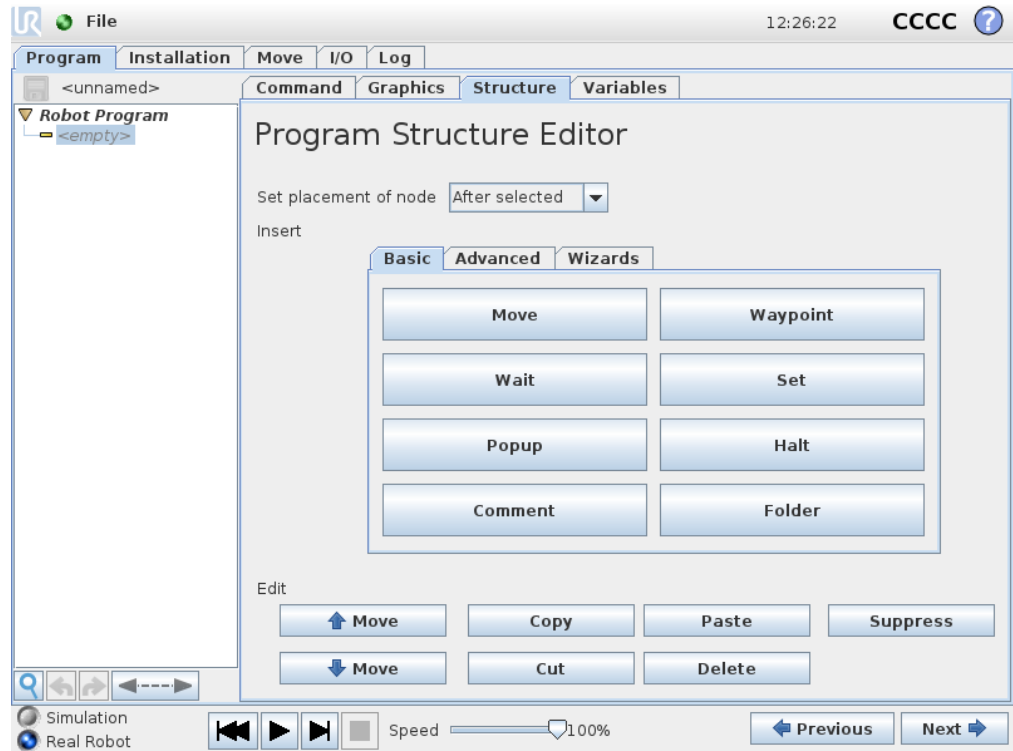 UR File 12:26:22 CCCC ?
Program Installation Move I/O Log
<unnamed> Command Graphics Structure Variables
Robot Program
<empty>
Program Structure Editor
Set placement of node After selected
Insert
Basic Advanced Wizards
Move Waypoint
Wait Set
Popup Halt
Comment Folder
Edit
Move Copy Paste Suppress
Move Cut Delete
Simulation
Real Robot
Speed 100% Previous Next